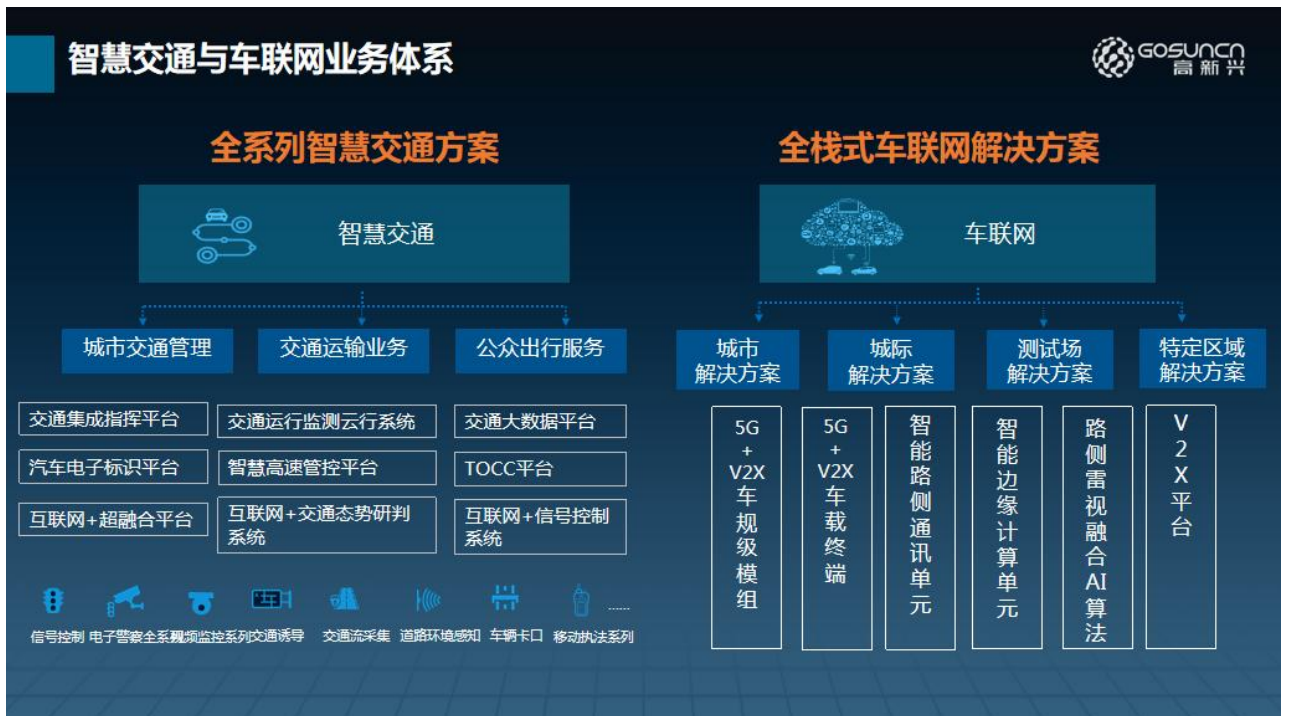 智慧交通与车联网业务体系
GOSUNCN
高新兴
全系列智慧交通方案
智慧交通
城市交通管理
交通运输业务
公众出行服务
交通集成指挥平台
交通运行监测云行系统
交通大数据平台
汽车电子标识平台
智慧高速管控平台
TOCC平台
互联网+超融合平台
互联网+交通态势研判
系统
互联网+信号控制
系统
信号控制
电子警察全系列
视频监控系列
交通诱导
交通流采集
道路环境感知
车辆卡口
移动执法系列
......
全栈式车联网解决方案
车联网
城市
解决方案
城际
解决方案
测试场
解决方案
特定区域
解决方案
5G
+
V2X
车规级模组
5G
+
V2X
车载终端
智能路侧通讯单元
智能边缘计算单元
路侧雷视融合AI算法
V2X平台